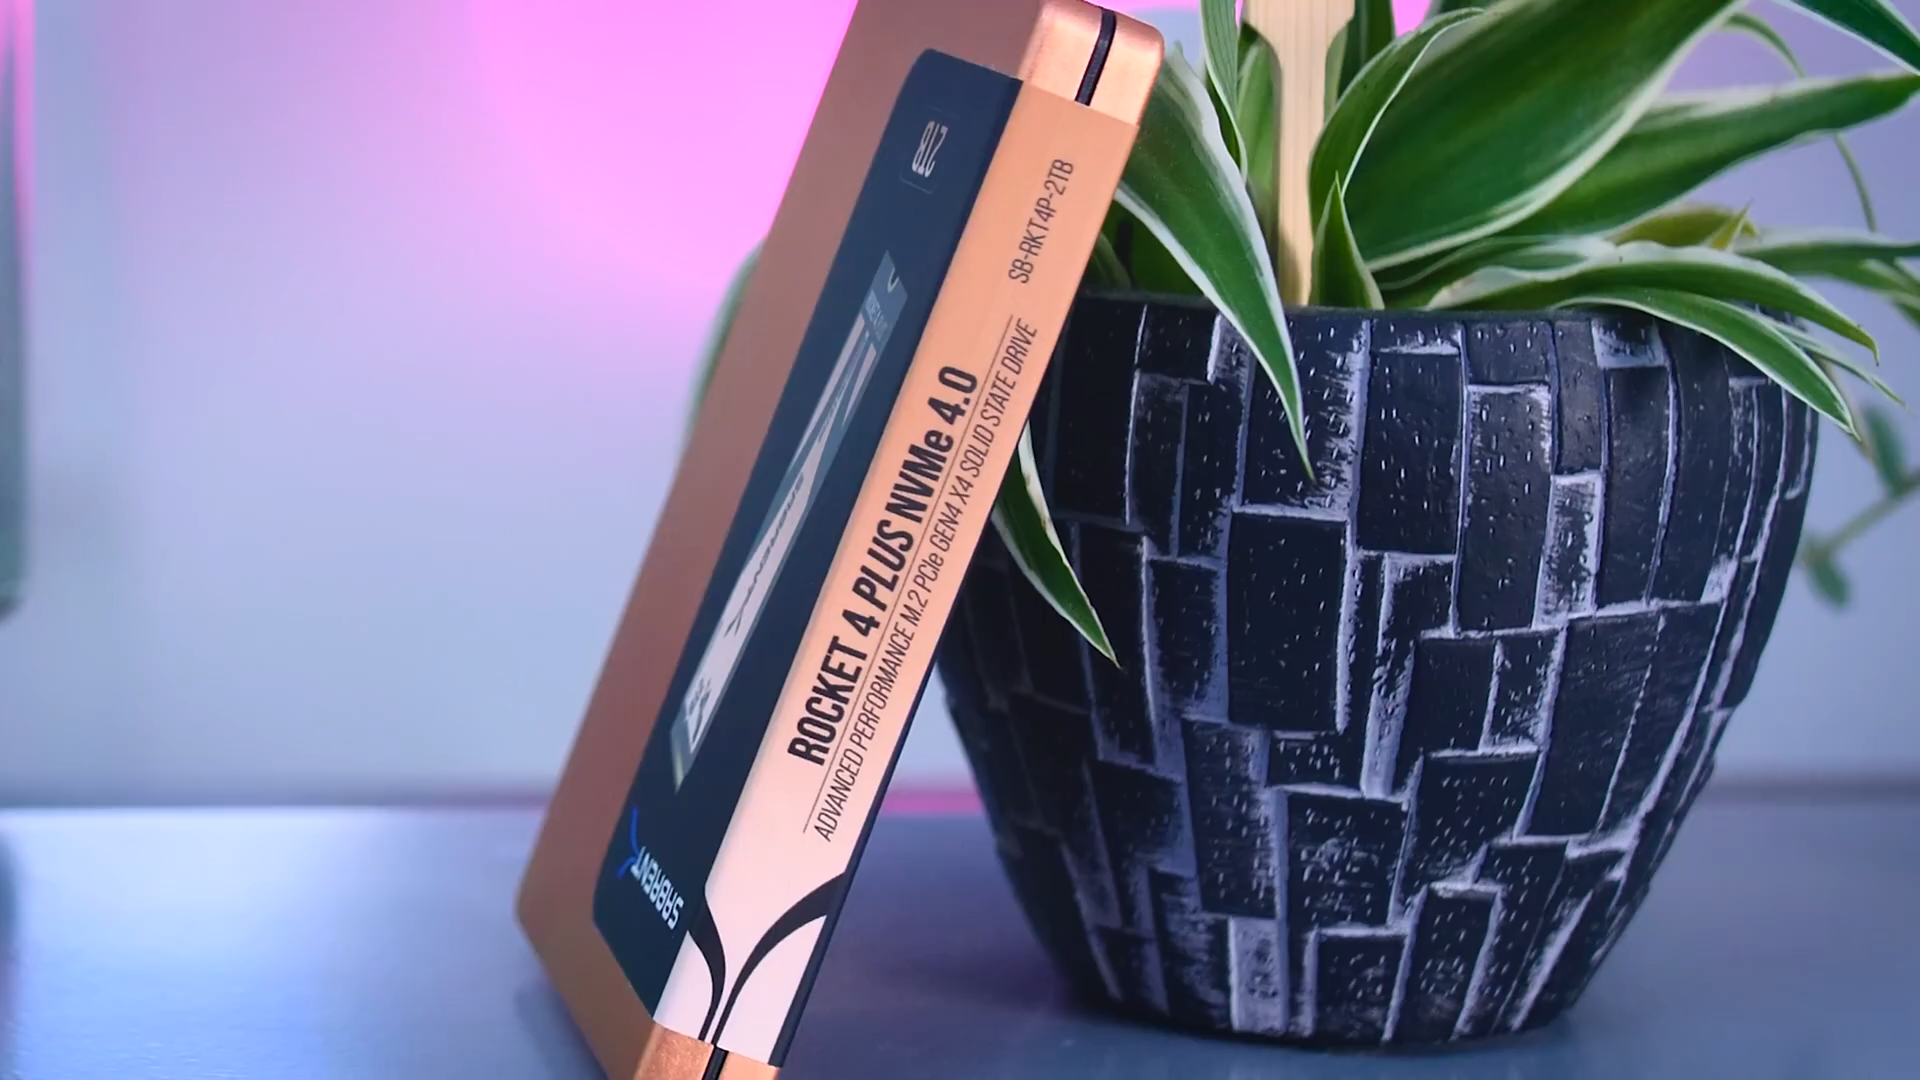 2TB
SABRENT
ROCKET 4 PLUS NVMe 4.0
ADVANCED PERFORMANCE M.2 PCIe GEN4 X4 SOLID STATE DRIVE
SB-RKT4P-2TB